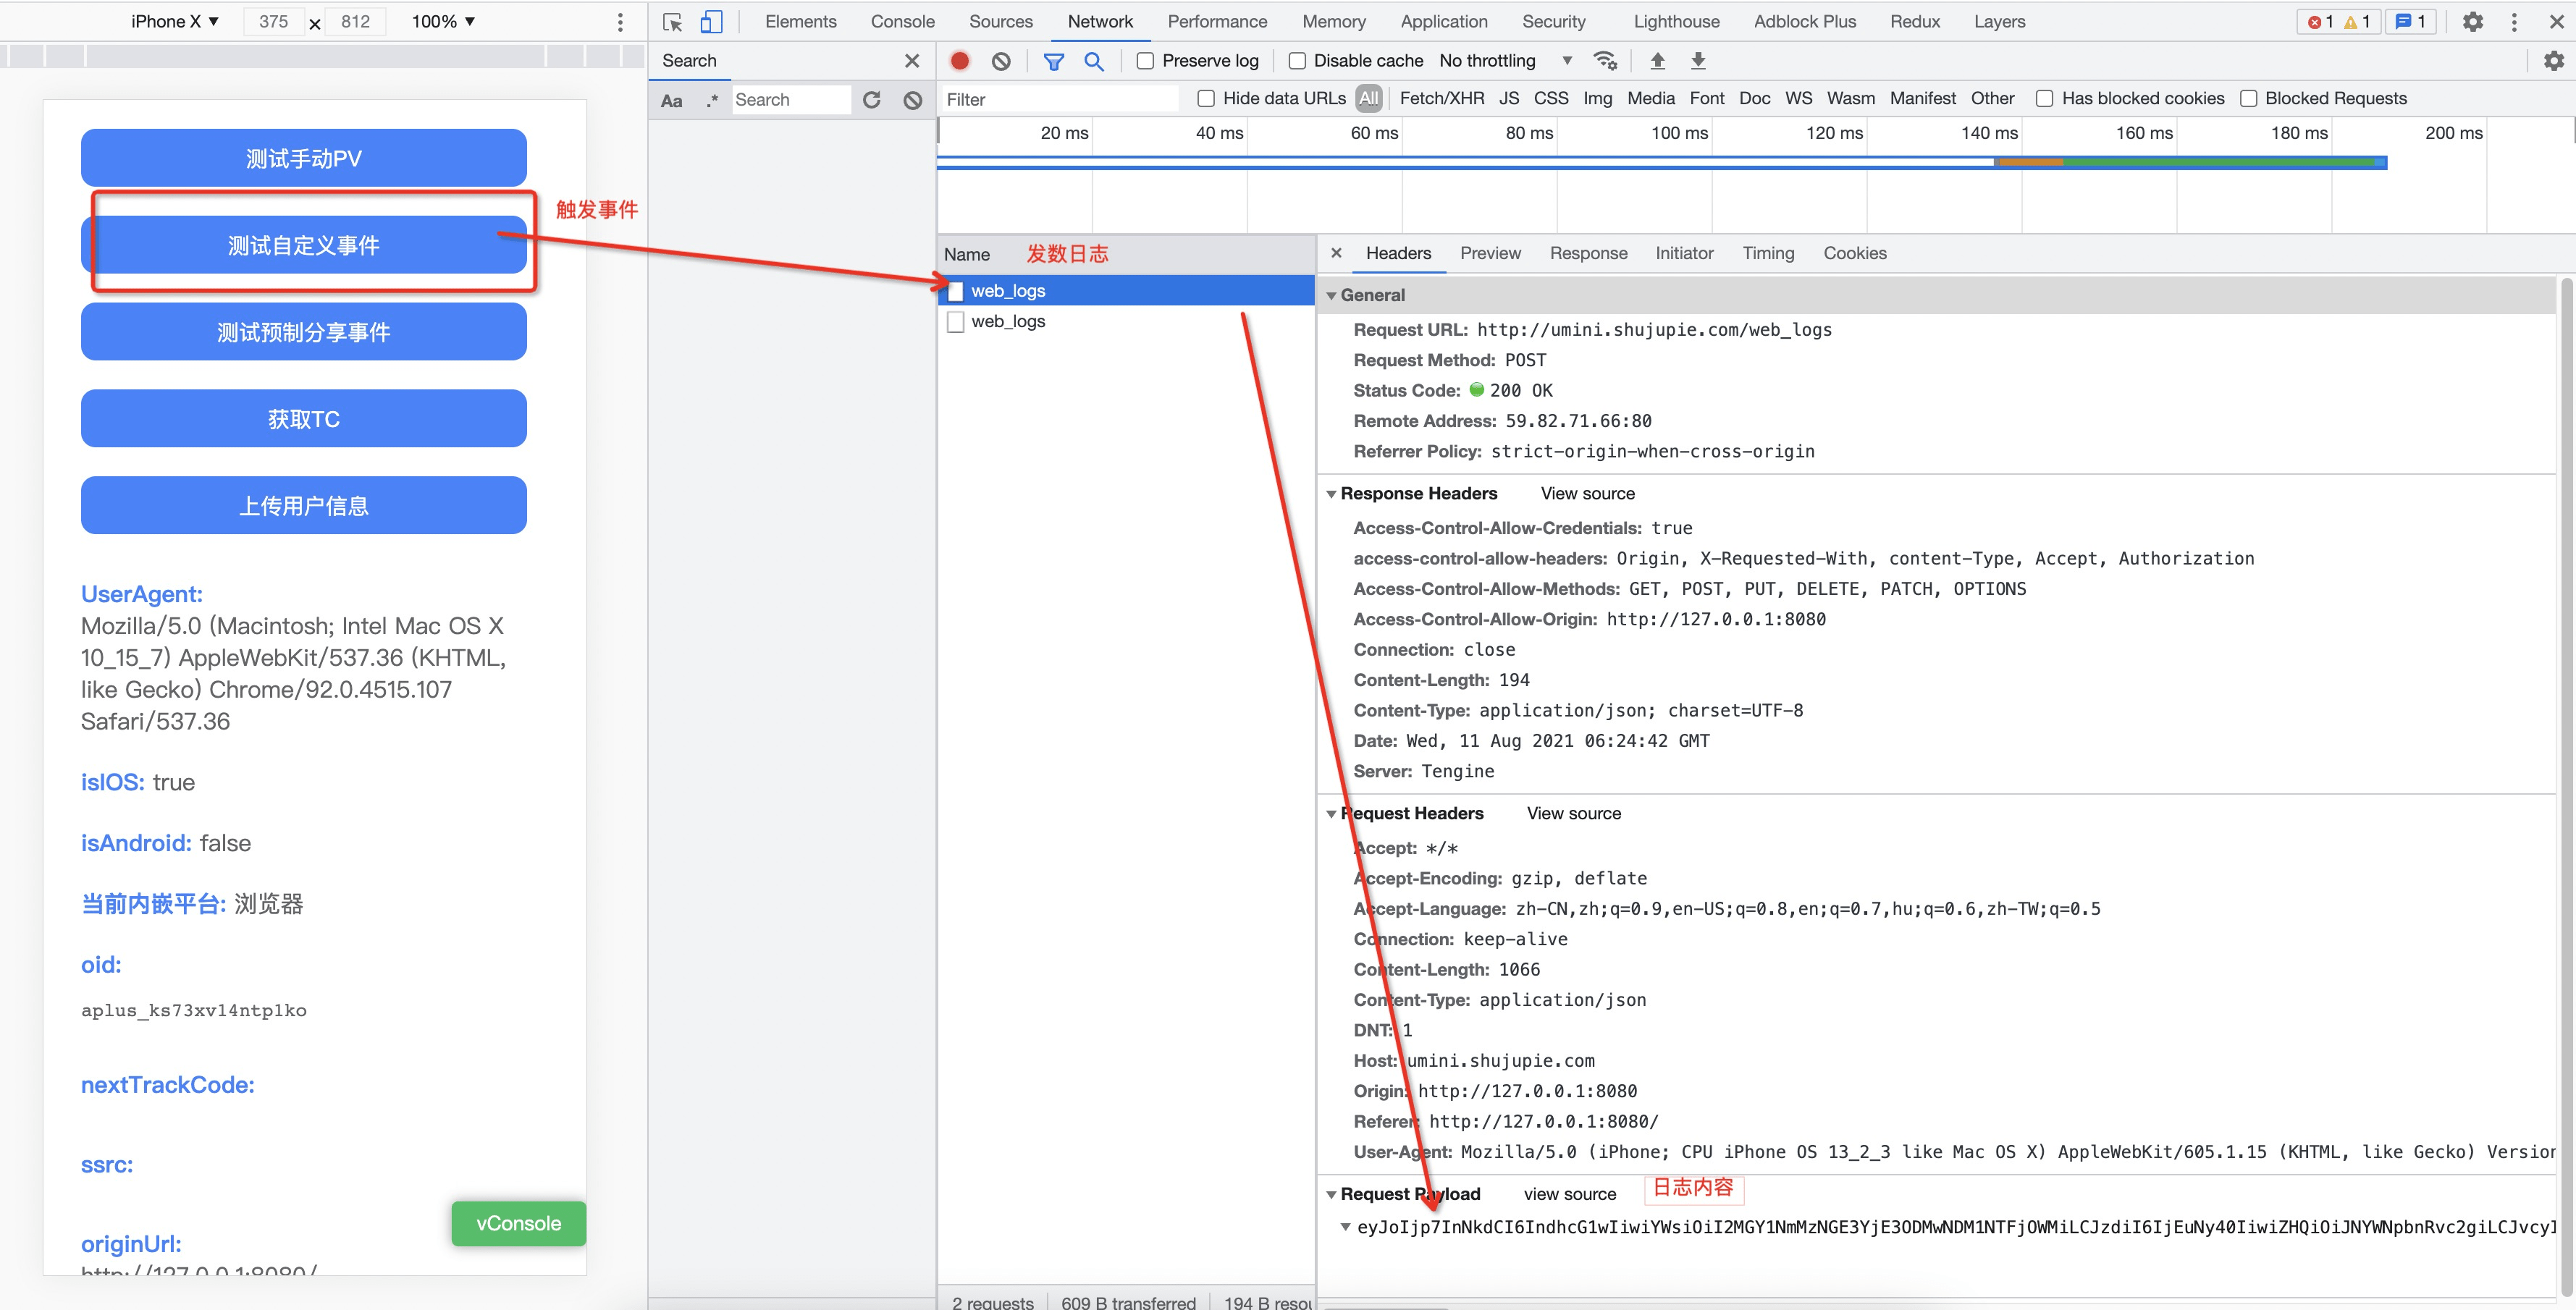 iPhone X ▼ 375 × 812 100% ▼
测试手动PV
测试自定义事件
测试预制分享事件
获取TC
上传用户信息
触发事件
UserAgent:
Mozilla/5.0 (Macintosh; Intel Mac OS X
10_15_7) AppleWebKit/537.36 (KHTML,
like Gecko) Chrome/92.0.4515.107
Safari/537.36
isIOS: true
isAndroid: false
当前内嵌平台: 浏览器
oid:
aplus_ks73xv14ntp1ko
nextTrackCode:
ssrc:
vConsole
originUrl:
http://127.0.0.1:8080/
Elements Console Sources Network Performance Memory Application Security Lighthouse Adblock Plus Redux Layers 1 1 1
Search
Aa .* Search
Preserve log Disable cache No throttling
Filter Hide data URLs All Fetch/XHR JS CSS Img Media Font Doc WS Wasm Manifest Other Has blocked cookies Blocked Requests
20 ms 40 ms 60 ms 80 ms 100 ms 120 ms 140 ms 160 ms 180 ms 200 ms
Name 发数日志
web_logs
web_logs
2 requests 609 B transferred 194 B resou
Headers Preview Response Initiator Timing Cookies
General
Request URL: http://umini.shujupie.com/web_logs
Request Method: POST
Status Code: 200 OK
Remote Address: 59.82.71.66:80
Referrer Policy: strict-origin-when-cross-origin
Response Headers View source
Access-Control-Allow-Credentials: true
access-control-allow-headers: Origin, X-Requested-With, content-Type, Accept, Authorization
Access-Control-Allow-Methods: GET, POST, PUT, DELETE, PATCH, OPTIONS
Access-Control-Allow-Origin: http://127.0.0.1:8080
Connection: close
Content-Length: 194
Content-Type: application/json; charset=UTF-8
Date: Wed, 11 Aug 2021 06:24:42 GMT
Server: Tengine
Request Headers View source
Accept: */*
Accept-Encoding: gzip, deflate
Accept-Language: zh-CN,zh;q=0.9,en-US;q=0.8,en;q=0.7,hu;q=0.6,zh-TW;q=0.5
Connection: keep-alive
Content-Length: 1066
Content-Type: application/json
DNT: 1
Host: umini.shujupie.com
Origin: http://127.0.0.1:8080
Referer: http://127.0.0.1:8080/
User-Agent: Mozilla/5.0 (iPhone; CPU iPhone OS 13_2_3 like Mac OS X) AppleWebKit/605.1.15 (KHTML, like Gecko) Version
Request Payload view source 日志内容
eyJoIjp7InNkdCI6IndhcG1wIiwiYWsiOiI2MGY1NmMzNGE3YjE3ODMwNDM1NTFjOWMiLCJzdiI6IjEuNy40IiwiZHQiOiJNYWNpbnRvc2giLCJvcyI